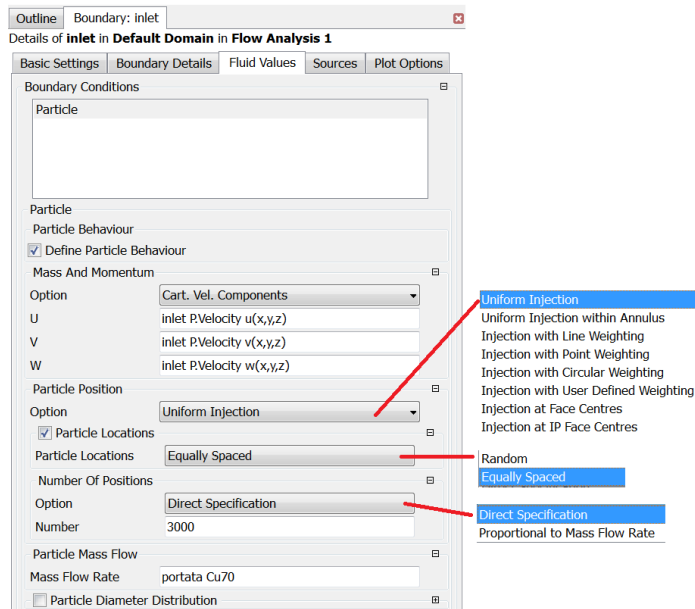 Outline Boundary: inlet
Details of inlet in Default Domain in Flow Analysis 1
Basic Settings Boundary Details Fluid Values Sources Plot Options
Boundary Conditions
Particle
Particle
Particle Behaviour
Define Particle Behaviour
Mass And Momentum
Option Cart. Vel. Components
U inlet P.Velocity u(x,y,z)
V inlet P.Velocity v(x,y,z)
W inlet P.Velocity w(x,y,z)
Particle Position
Option Uniform Injection
Particle Locations
Particle Locations Equally Spaced
Number Of Positions
Option Direct Specification
Number 3000
Particle Mass Flow
Mass Flow Rate portata Cu70
Particle Diameter Distribution
Uniform Injection
Uniform Injection within Annulus
Injection with Line Weighting
Injection with Point Weighting
Injection with Circular Weighting
Injection with User Defined Weighting
Injection at Face Centres
Injection at IP Face Centres
Random
Equally Spaced
Direct Specification
Proportional to Mass Flow Rate